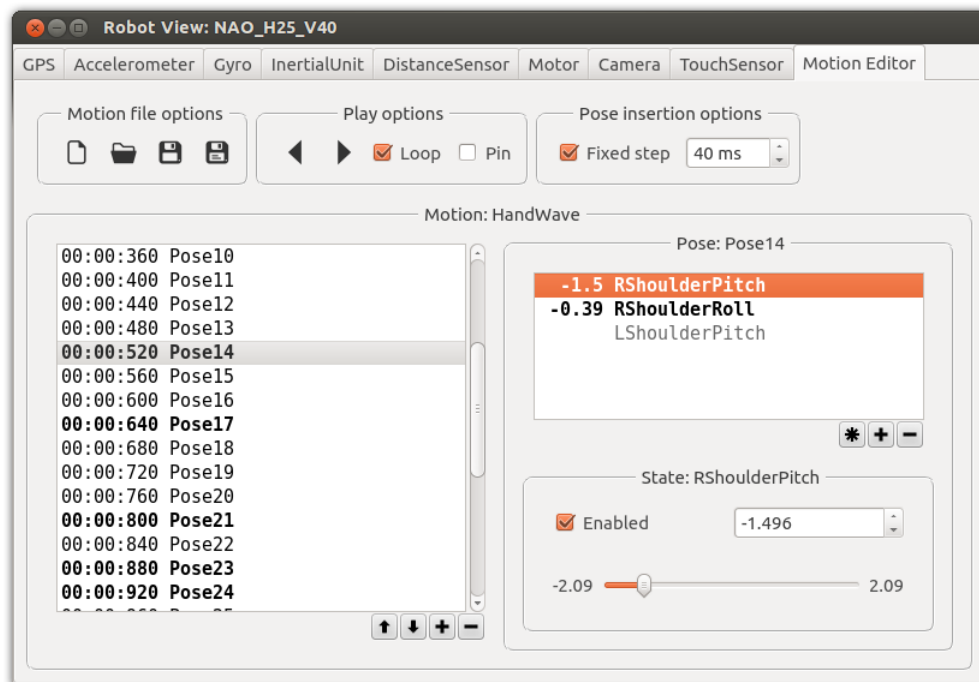 Robot View: NAO_H25_V40
GPS Accelerometer Gyro InertialUnit DistanceSensor Motor Camera TouchSensor Motion Editor
Motion file options
Play options
Loop Pin
Pose insertion options
Fixed step 40 ms
Motion: HandWave
00:00:360 Pose10
00:00:400 Pose11
00:00:440 Pose12
00:00:480 Pose13
00:00:520 Pose14
00:00:560 Pose15
00:00:600 Pose16
00:00:640 Pose17
00:00:680 Pose18
00:00:720 Pose19
00:00:760 Pose20
00:00:800 Pose21
00:00:840 Pose22
00:00:880 Pose23
00:00:920 Pose24
Pose: Pose14
-1.5 RShoulderPitch
-0.39 RShoulderRoll
LShoulderPitch
State: RShoulderPitch
Enabled -1.496
-2.09 2.09